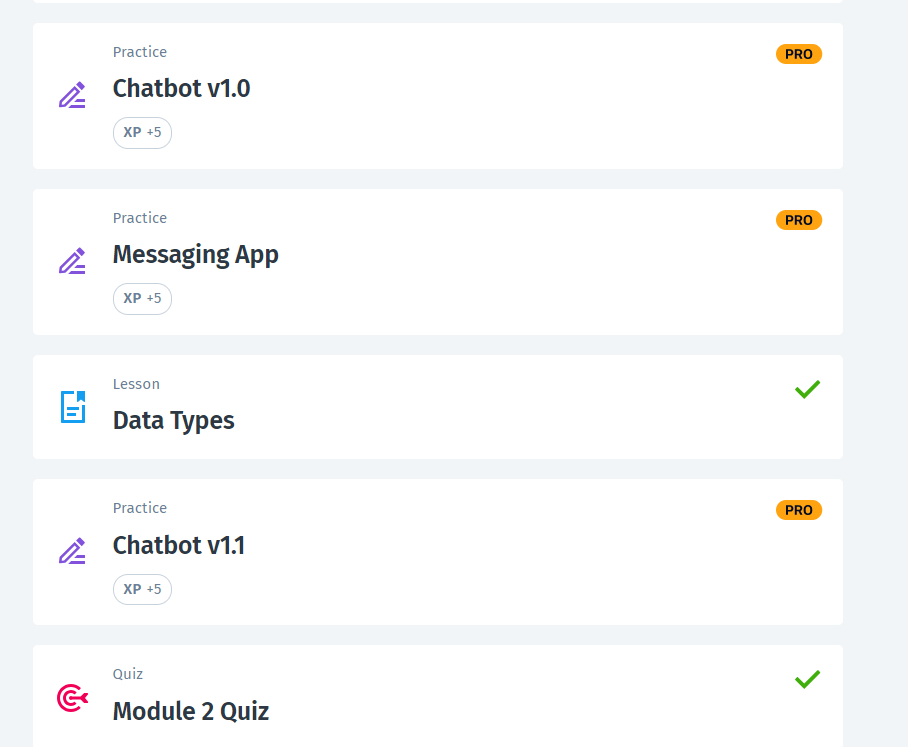 Practice
PRO
Chatbot v1.0
XP +5
Practice
PRO
Messaging App
XP +5
Lesson
Data Types
Practice
PRO
Chatbot v1.1
XP +5
Quiz
Module 2 Quiz